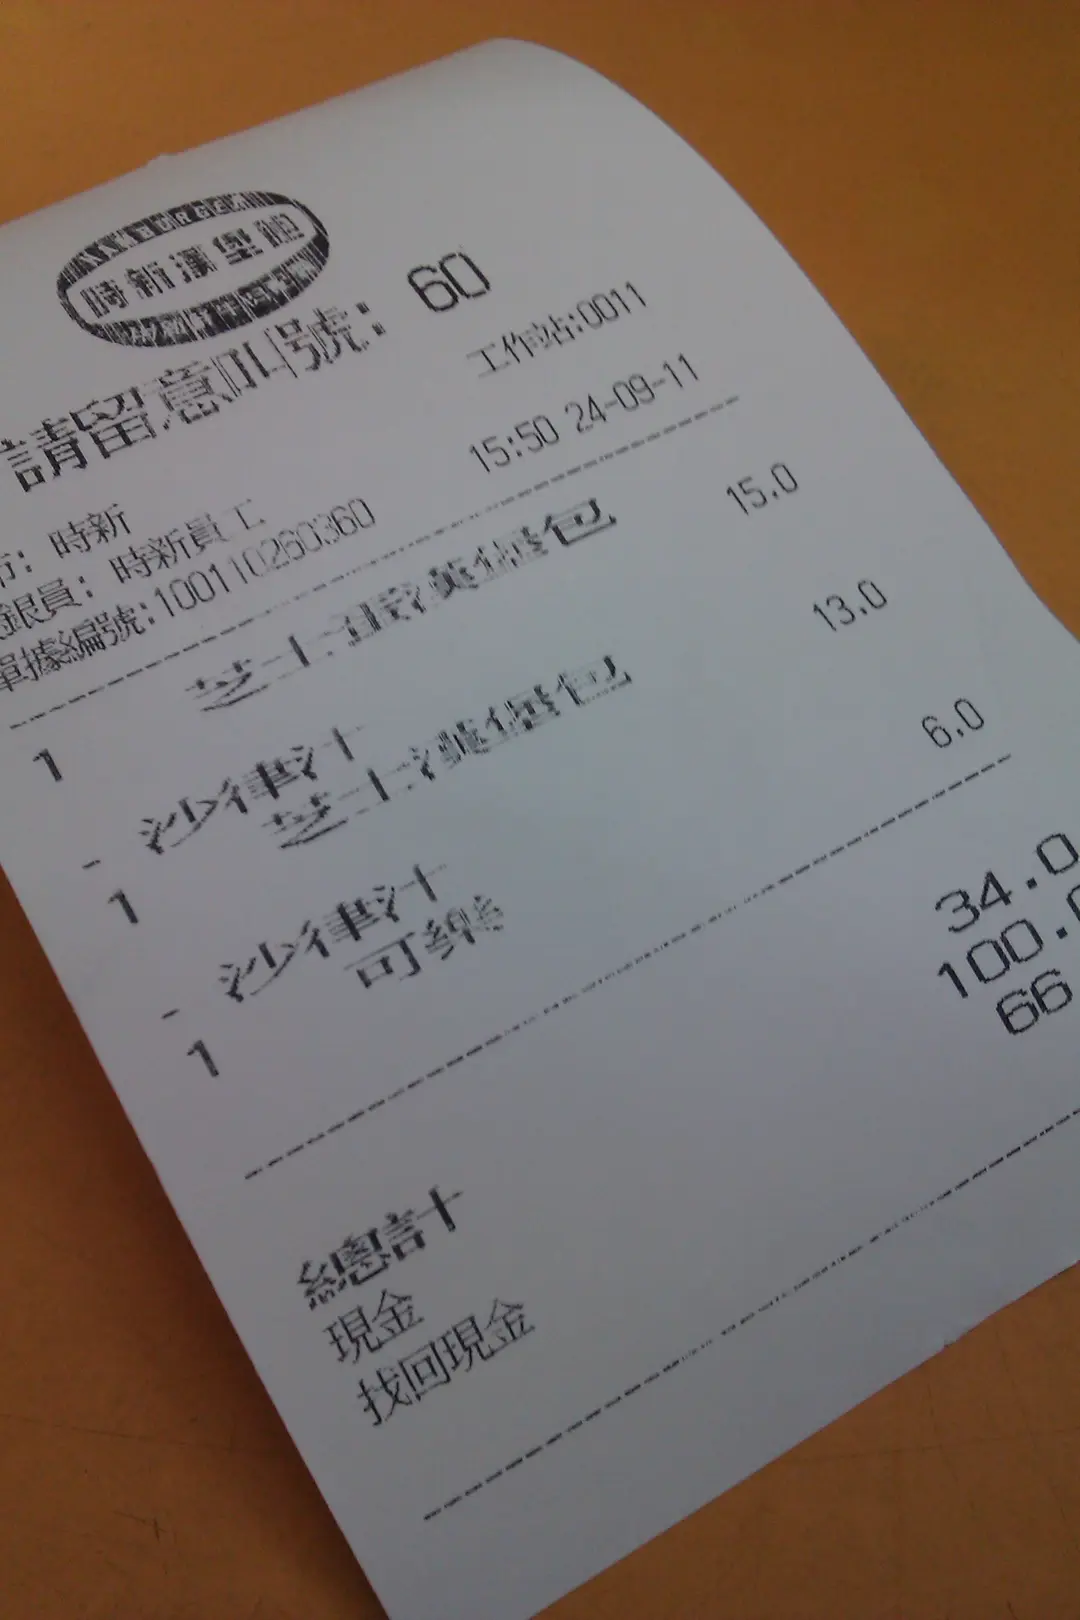 時新漢堡飽
請留意叫號: 60
工作站:0011
市: 時新
銀員: 時新員工
15:50 24-09-11
單據編號:100110260360
1 芝士 漢堡包 15.0
- 沙律汁
1 芝士漢堡包 13.0
- 沙律汁
1 可樂 6.0
總計 34.0
現金 100.0
找回現金 66